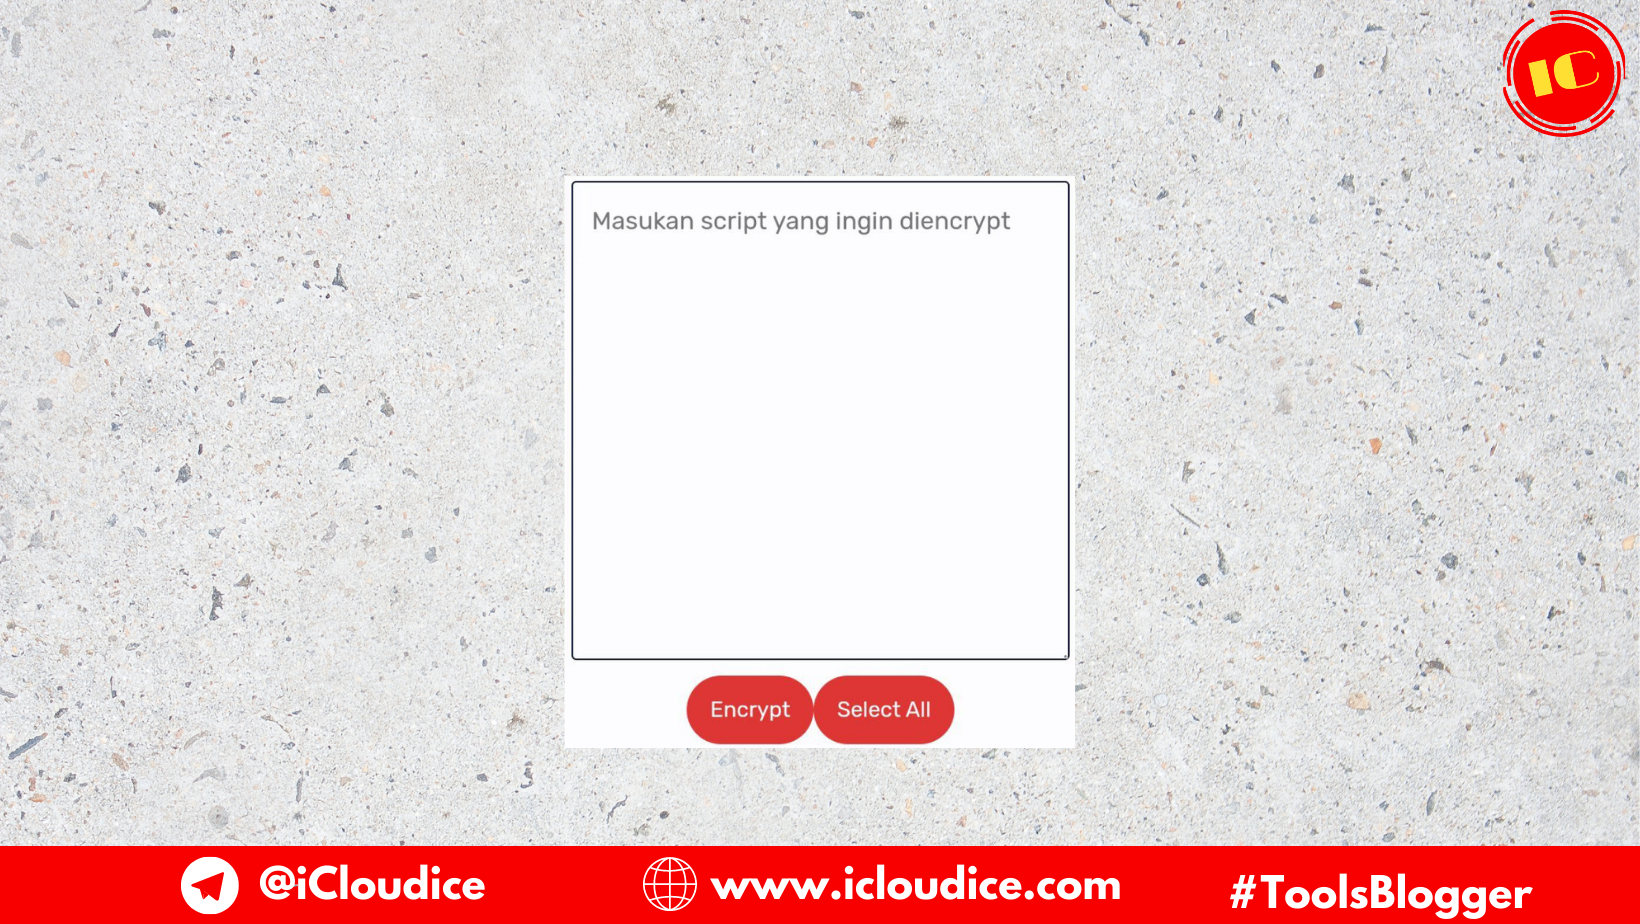 IC
Masukan script yang ingin diencrypt
Encrypt Select All
@iCloudice www.icloudice.com #ToolsBlogger